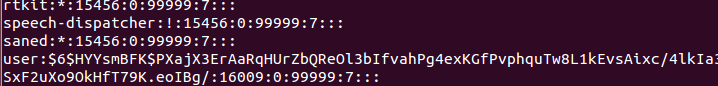 rtkit:*:15456:0:99999:7:::
speech-dispatcher:!:15456:0:99999:7:::
saned:*:15456:0:99999:7:::
user:$6$HYYsmBFK$PXajX3ErAaRqHUrZbQReOl3bIfvahPg4exKGfPvphquTw8L1kEvsAixc/4lkIa3
SxF2uXo9OkHfT79K.eoIBg/:16009:0:99999:7:::